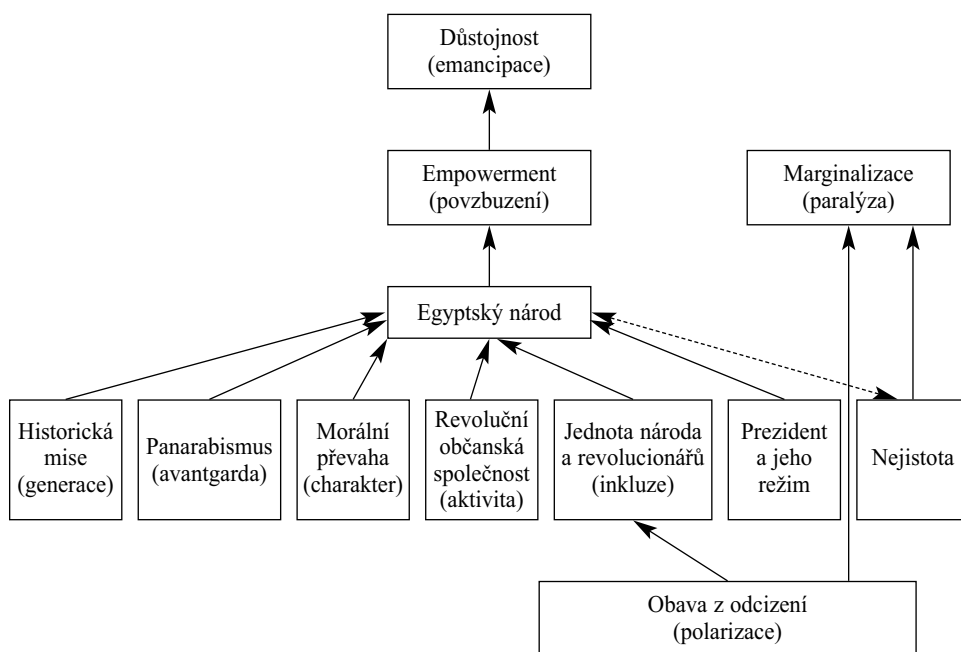 Důstojnost
(emancipace)
Empowerment
(povzbuzení)
Marginalizace
(paralýza)
Egyptský národ
Historická
mise
(generace)
Panarabismus
(avantgarda)
Morální
převaha
(charakter)
Revoluční
občanská
společnost
(aktivita)
Jednota národa
a revolucionářů
(inkluze)
Prezident
a jeho
režim
Nejistota
Obava z odcizení
(polarizace)